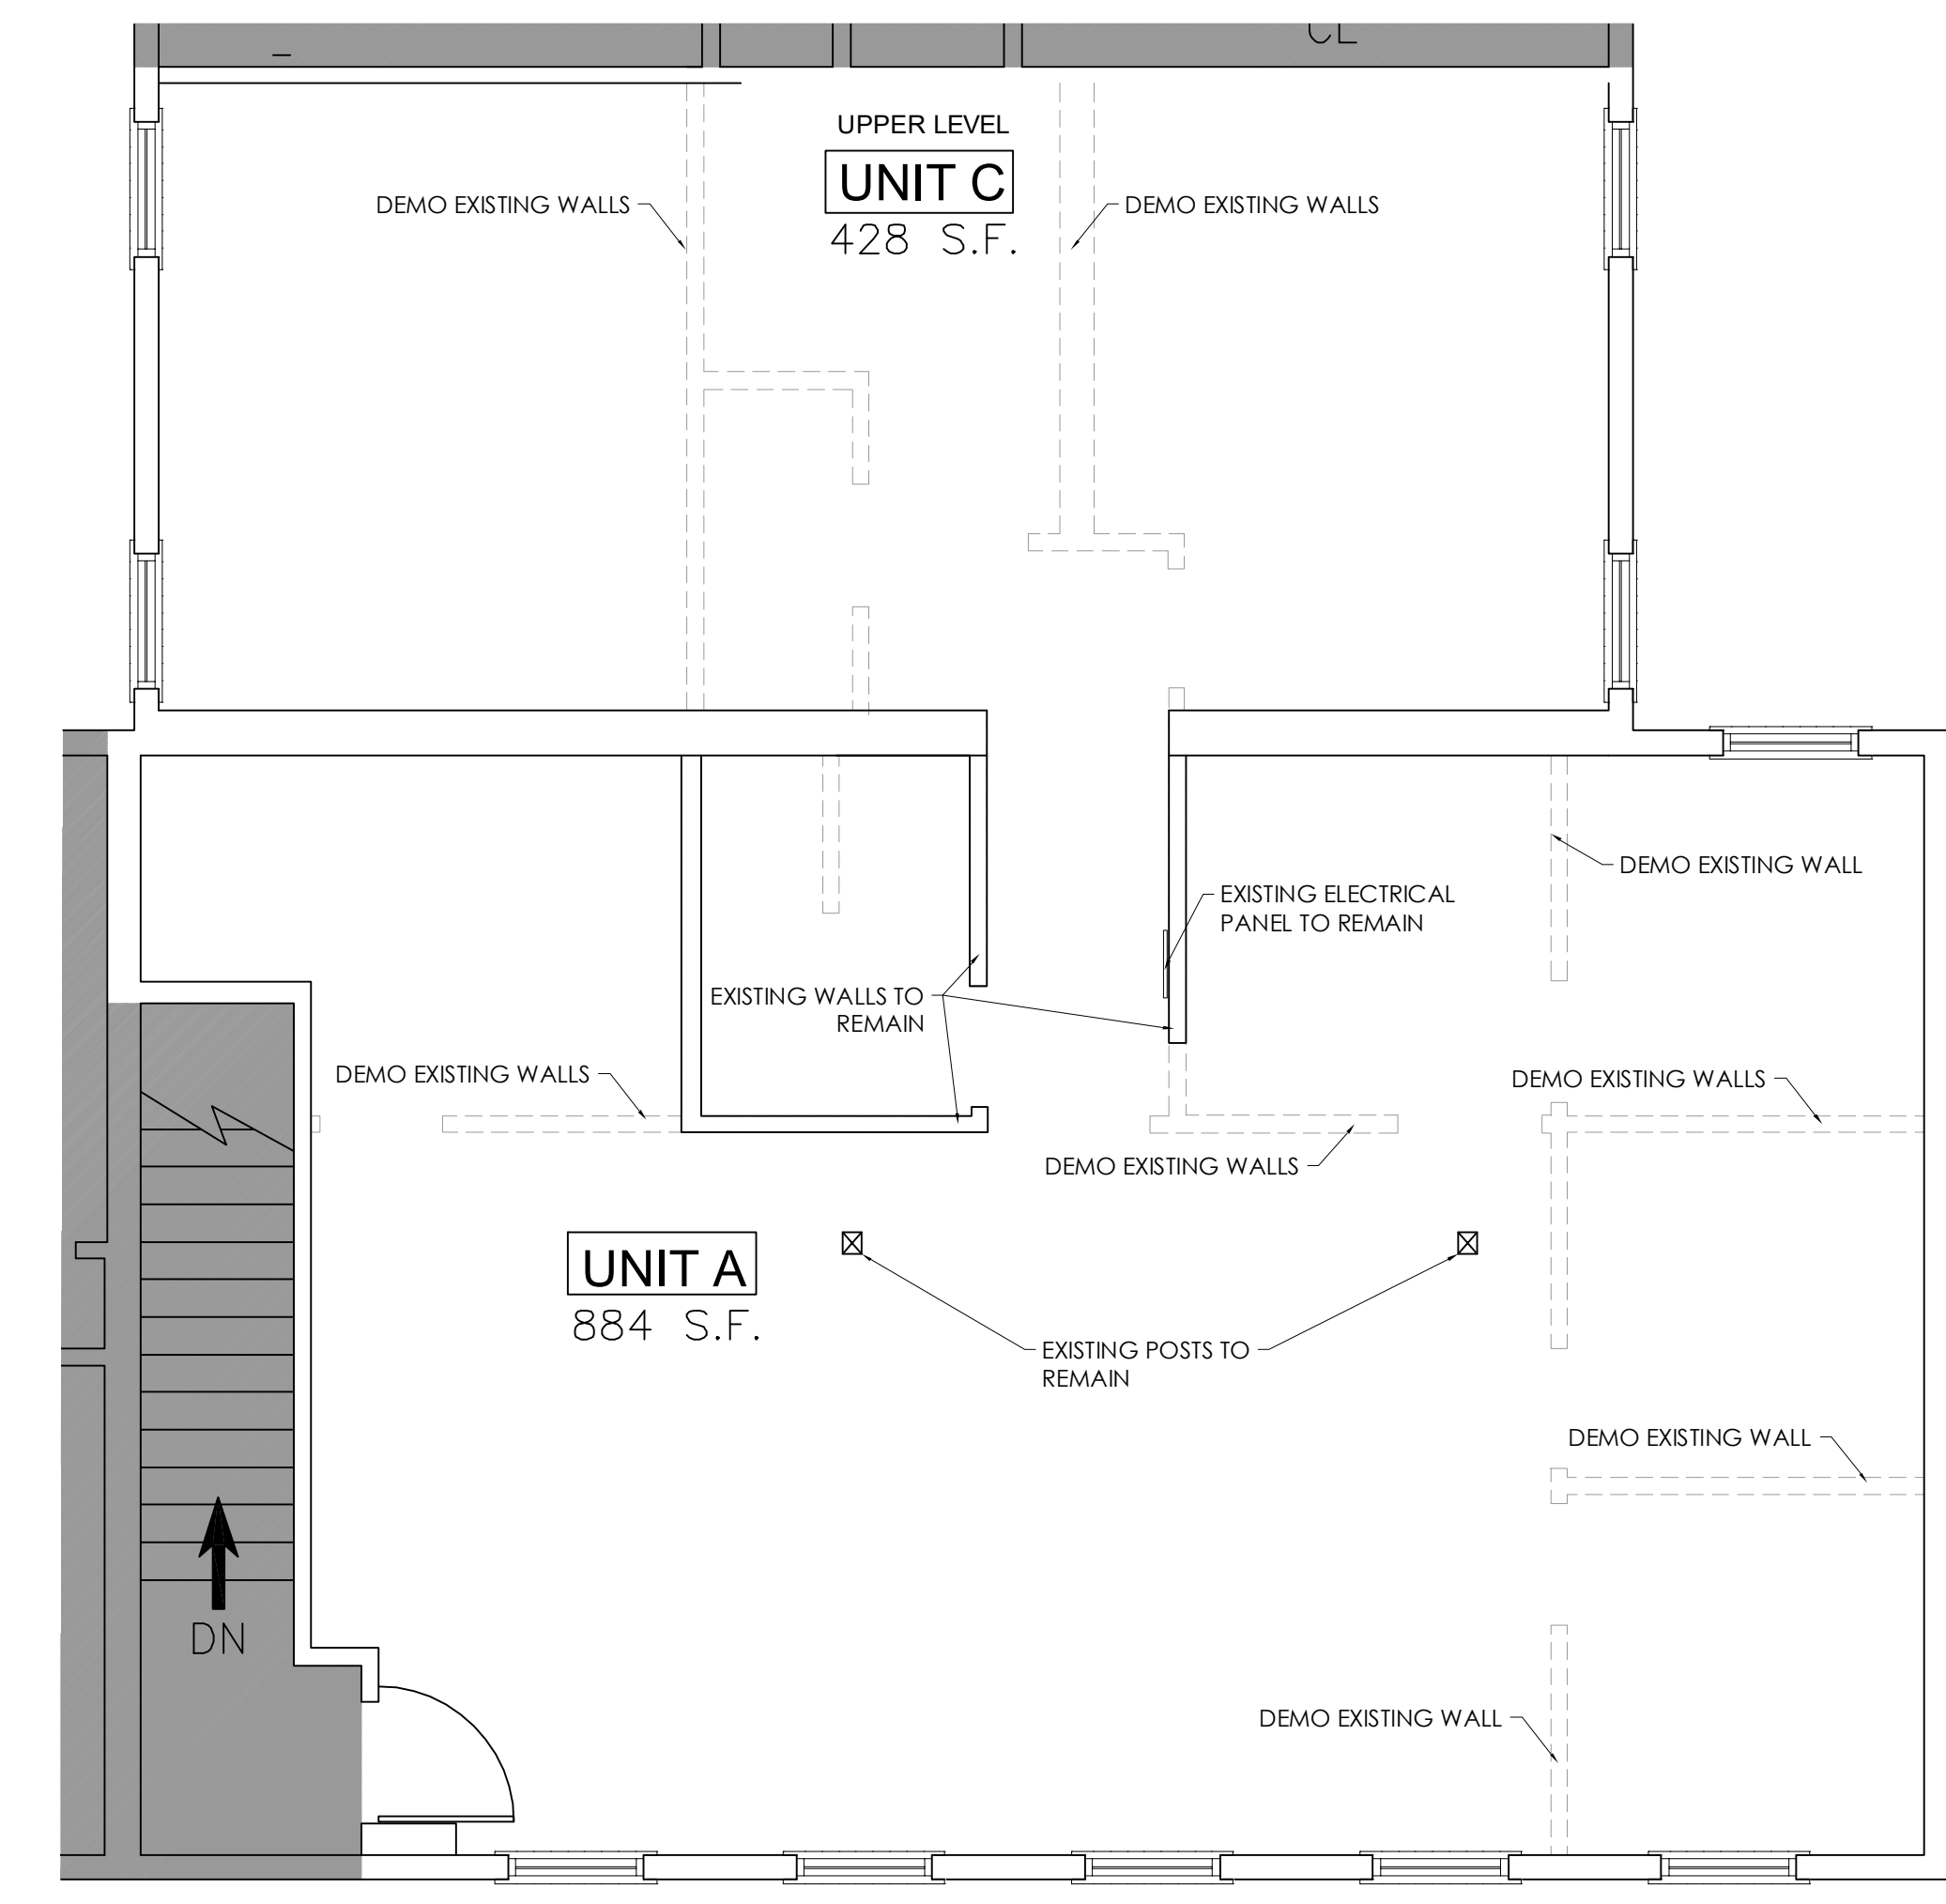 CL
UPPER LEVEL
UNIT C
428 S.F.
DEMO EXISTING WALLS
DEMO EXISTING WALLS
DEMO EXISTING WALL
EXISTING ELECTRICAL
PANEL TO REMAIN
EXISTING WALLS TO
REMAIN
DEMO EXISTING WALLS
DEMO EXISTING WALLS
DEMO EXISTING WALLS
UNIT A
884 S.F.
EXISTING POSTS TO
REMAIN
DEMO EXISTING WALL
DN
DEMO EXISTING WALL